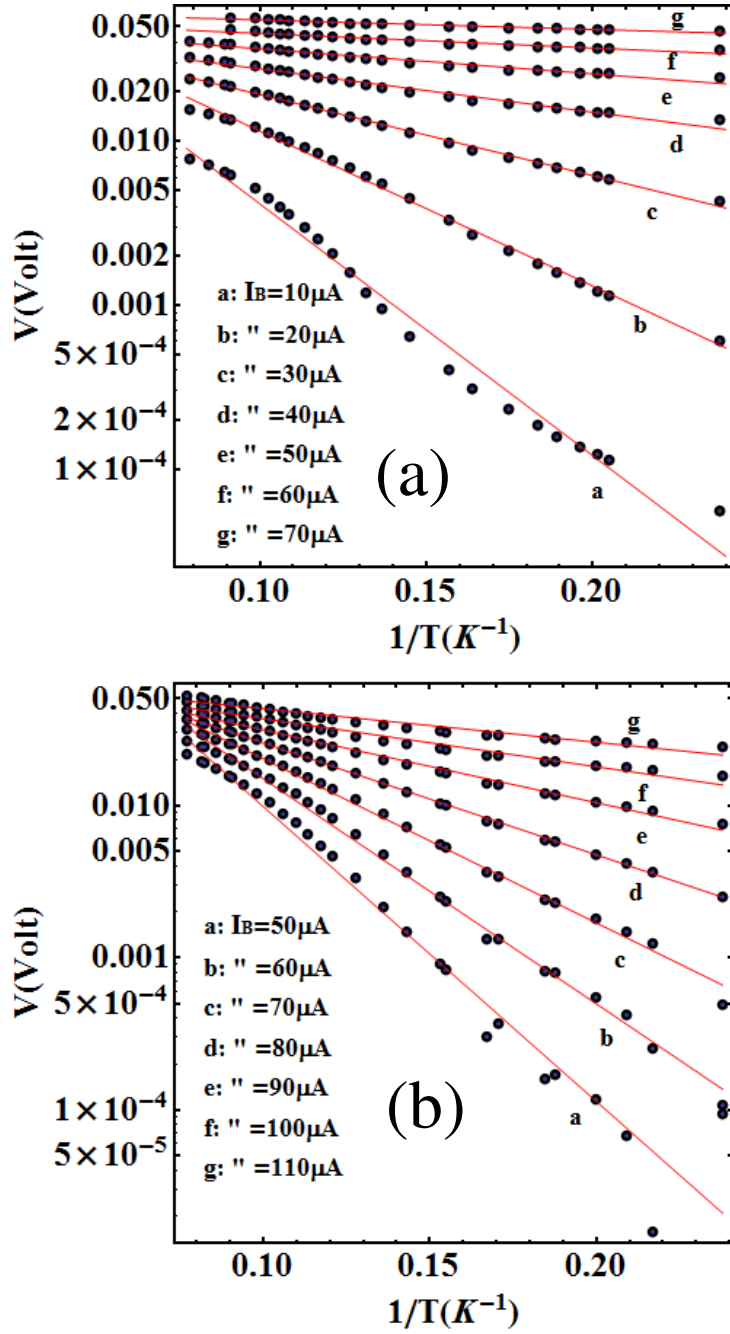 0.050
0.020
0.010
0.005
0.002
0.001
5×10⁻⁴
2×10⁻⁴
1×10⁻⁴
V(Volt)
g
f
e
d
c
b
a
a: IB=10μA
b: " =20μA
c: " =30μA
d: " =40μA
e: " =50μA
f: " =60μA
g: " =70μA
(a)
0.10 0.15 0.20
1/T(K⁻¹)
0.050
0.010
0.005
0.001
5×10⁻⁴
1×10⁻⁴
5×10⁻⁵
V(Volt)
g
f
e
d
c
b
a
a: IB=50μA
b: " =60μA
c: " =70μA
d: " =80μA
e: " =90μA
f: " =100μA
g: " =110μA
(b)
0.10 0.15 0.20
1/T(K⁻¹)